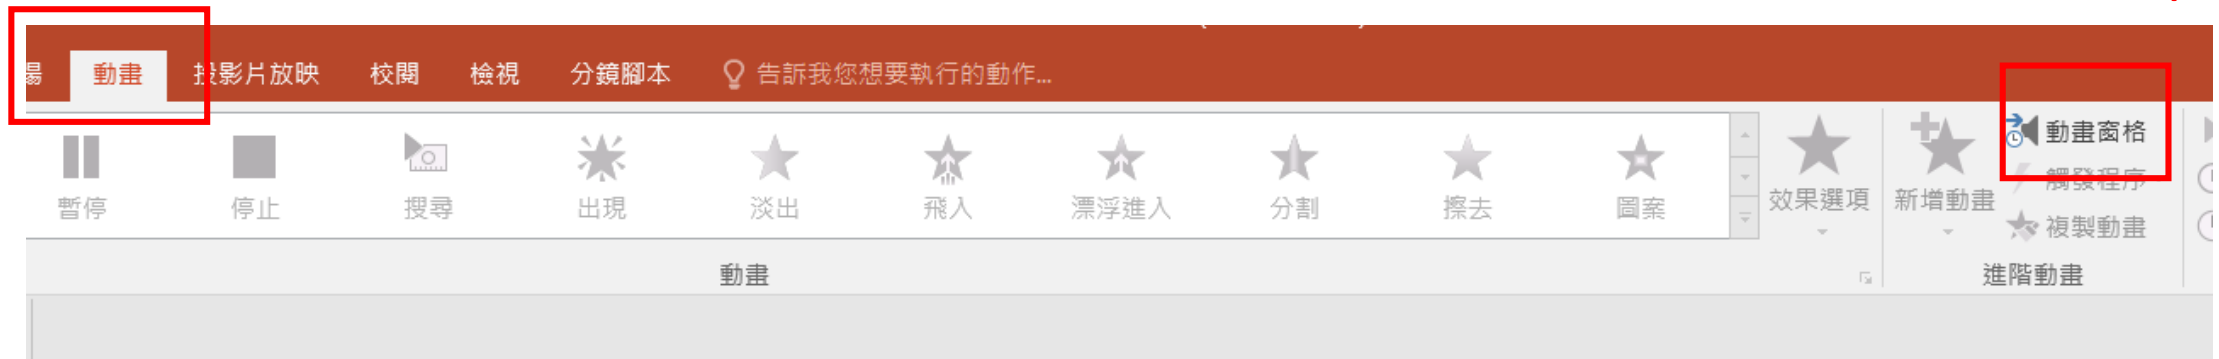 動畫 投影片放映 校閱 檢視 分鏡腳本 告訴我您想要執行的動作...
動畫窗格
觸發程序
複製動畫
暫停 停止 搜尋 出現 淡出 飛入 漂浮進入 分割 擦去 圖案 效果選項 新增動畫
動畫 進階動畫